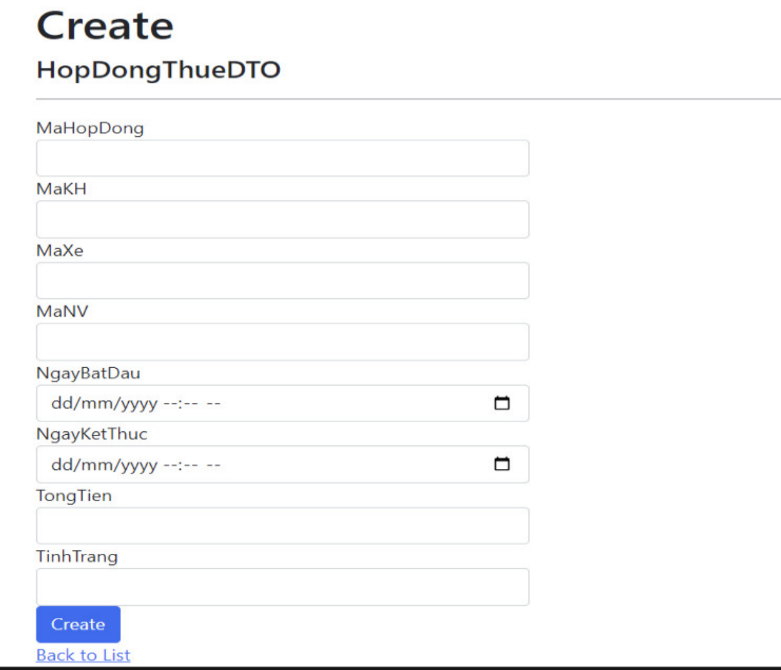 Create
HopDongThueDTO
MaHopDong
MaKH
MaXe
MaNV
NgayBatDau
dd/mm/yyyy --:-- --
NgayKetThuc
dd/mm/yyyy --:-- --
TongTien
TinhTrang
Create
Back to List